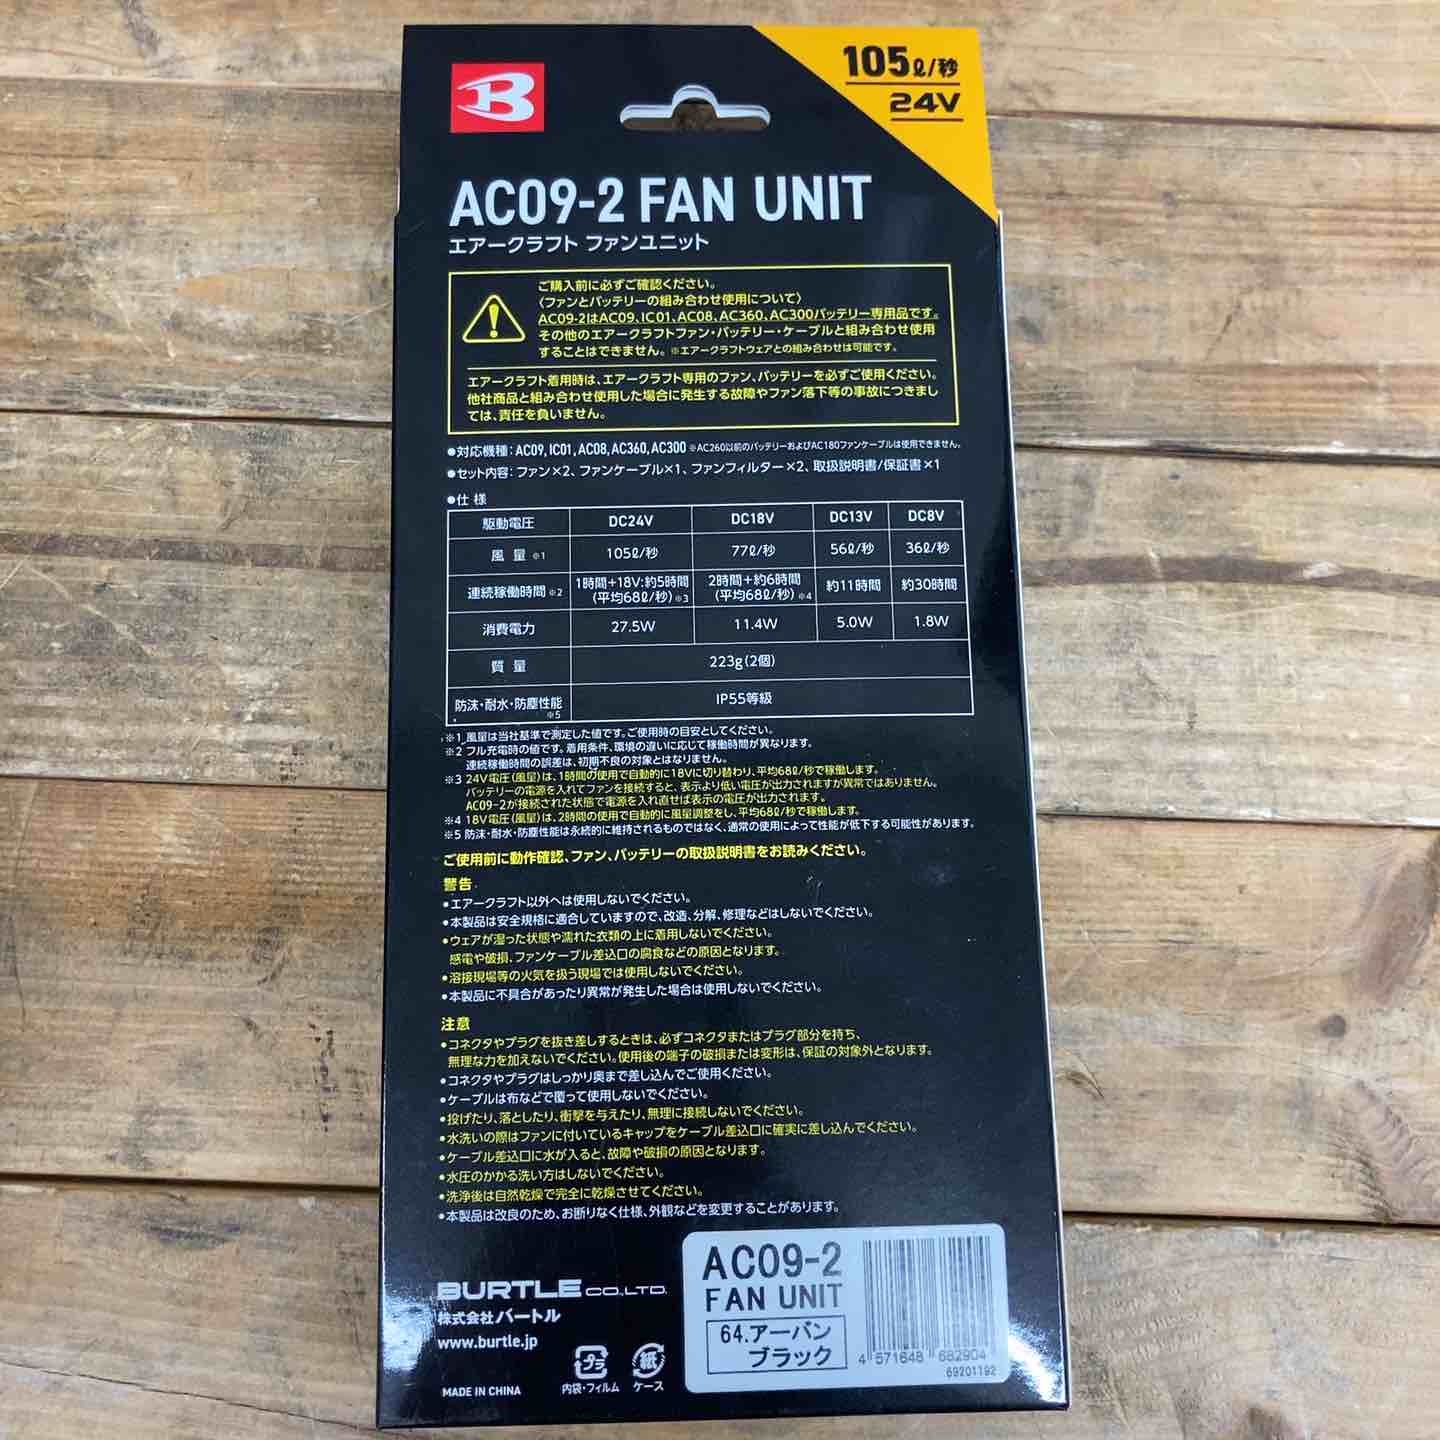 B
105ℓ/秒
24V
AC09-2 FAN UNIT
エアークラフト ファンユニット
ご購入前に必ずご確認ください。
〈ファンとバッテリーの組み合わせ使用について〉
AC09-2はAC09、IC01、AC08、AC360、AC300バッテリー専用品です。
その他のエアークラフトファン・バッテリー・ケーブルと組み合わせ使用
することはできません。※エアークラフトウェアとの組み合わせは可能です。
エアークラフト着用時は、エアークラフト専用のファン、バッテリーを必ずご使用ください。
他社商品と組み合わせ使用した場合に発生する故障やファン落下等の事故につきまし
ては、責任を負いません。
●対応機種：AC09, IC01, AC08, AC360, AC300 ※AC260以前のバッテリーおよびAC180ファンケーブルは使用できません。
●セット内容：ファン×2、ファンケーブル×1、ファンフィルター×2、取扱説明書/保証書×1
●仕 様
駆動電圧 DC24V DC18V DC13V DC8V
風 量 ※1 105ℓ/秒 77ℓ/秒 56ℓ/秒 36ℓ/秒
連続稼働時間※2 1時間+18V:約5時間 (平均68ℓ/秒)※3 2時間+約6時間 (平均68ℓ/秒)※4 約11時間 約30時間
消費電力 27.5W 11.4W 5.0W 1.8W
質 量 223g(2個)
防沫・耐水・防塵性能 ※5 IP55等級
※1 風量は当社基準で測定した値です。ご使用時の目安としてください。
※2 フル充電時の値です。着用条件、環境の違いに応じて稼働時間が異なります。
連続稼働時間の誤差は、初期不良の対象とはなりません。
※3 24V電圧(風量)は、1時間の使用で自動的に18Vに切り替わり、平均68ℓ/秒で稼働します。
バッテリーの電源を入れてファンを接続すると、表示より低い電圧が出力されますが異常ではありません。
AC09-2が接続された状態で電源を入れ直せば表示の電圧が出力されます。
※4 18V電圧(風量)は、2時間の使用で自動的に風量調整をし、平均68ℓ/秒で稼働します。
※5 防沫・耐水・防塵性能は永続的に維持されるものではなく、通常の使用によって性能が低下する可能性があります。
ご使用前に動作確認、ファン、バッテリーの取扱説明書をお読みください。
警告
●エアークラフト以外へは使用しないでください。
●本製品は安全規格に適合していますので、改造、分解、修理などはしないでください。
●ウェアが湿った状態や濡れた衣類の上に着用しないでください。
感電や破損、ファンケーブル差込口の腐食などの原因となります。
●溶接現場等の火気を扱う現場では使用しないでください。
●本製品に不具合があったり異常が発生した場合は使用しないでください。
注意
●コネクタやプラグを抜き差しするときは、必ずコネクタまたはプラグ部分を持ち、
無理な力を加えないでください。使用後の端子の破損または変形は、保証の対象外となります。
●コネクタやプラグはしっかり奥まで差し込んでご使用ください。
●ケーブルは布などで覆って使用しないでください。
●投げたり、落としたり、衝撃を与えたり、無理に接続しないでください。
●水洗いの際はファンに付いているキャップをケーブル差込口に確実に差し込んでください。
●ケーブル差込口に水が入ると、故障や破損の原因となります。
●水圧のかかる洗い方はしないでください。
●洗浄後は自然乾燥で完全に乾燥させてください。
●本製品は改良のため、お断りなく仕様、外観などを変更することがあります。
BURTLE CO.,LTD.
株式会社バートル
www.burtle.jp
MADE IN CHINA
プラ
内袋・フィルム
紙
ケース
AC09-2
FAN UNIT
64.アーバン
ブラック
4 571648 682904
69201192